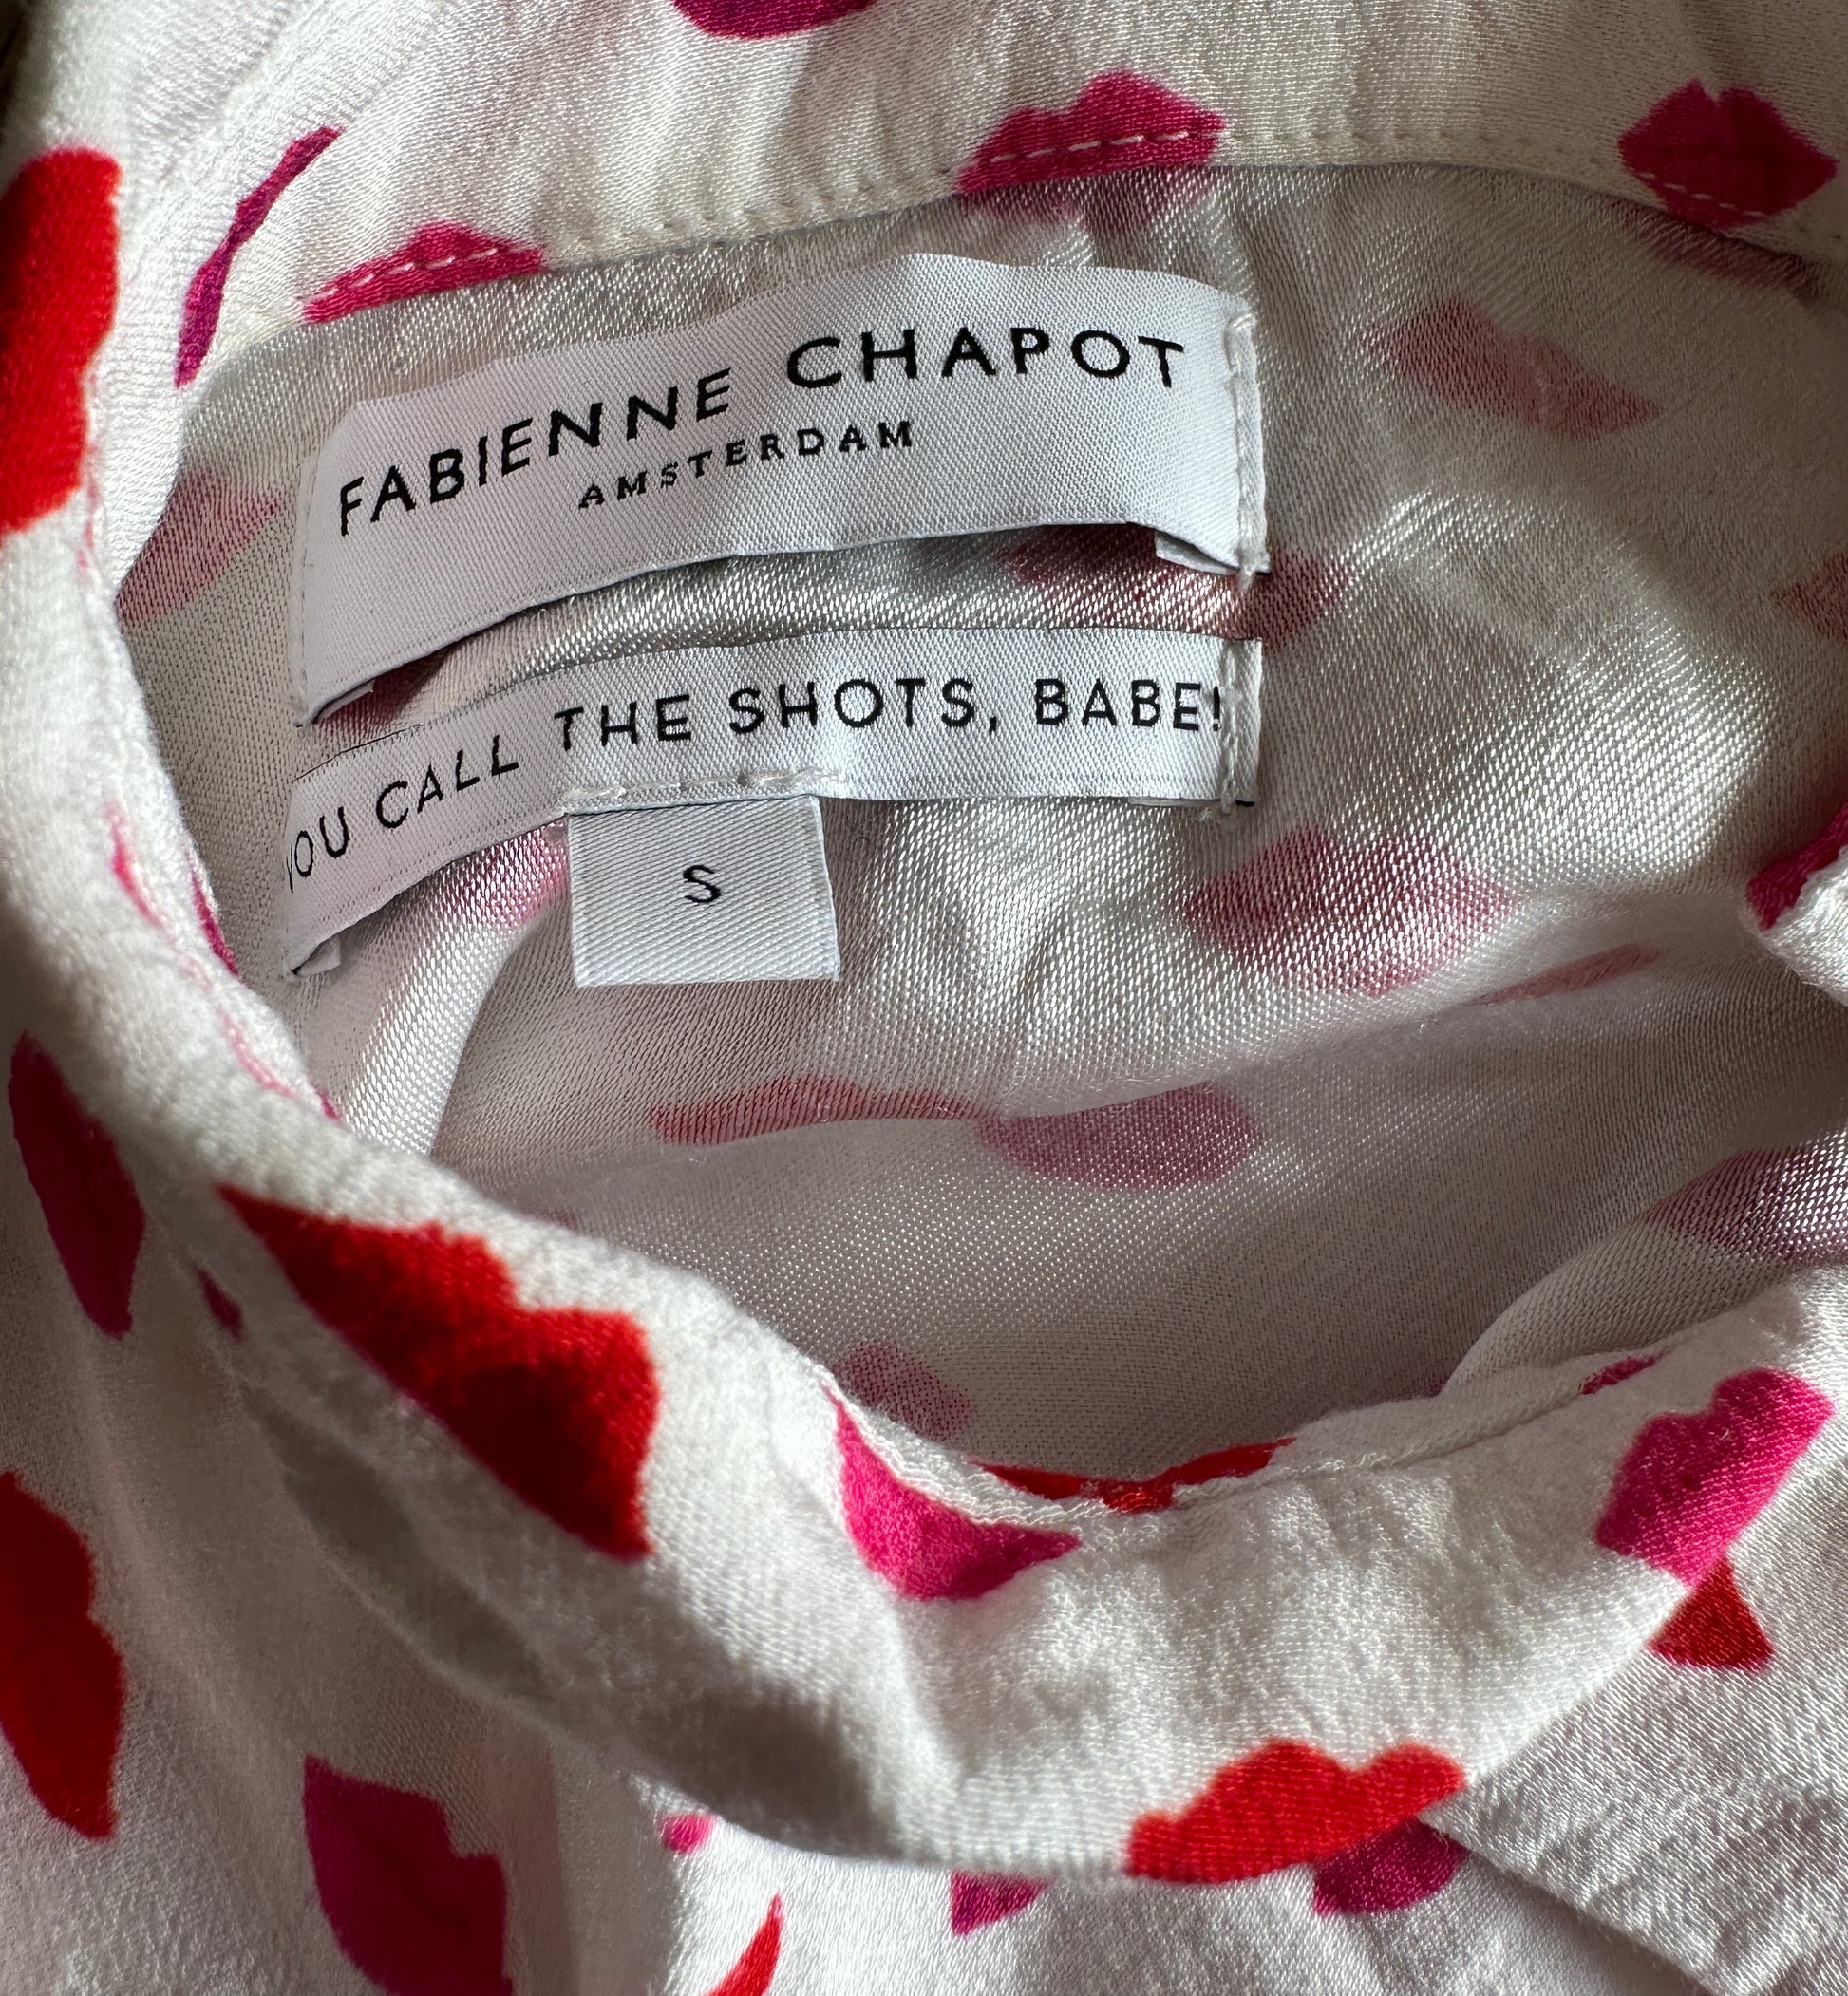 FABIENNE CHAPOT
AMSTERDAM
YOU CALL THE SHOTS, BABE!
S